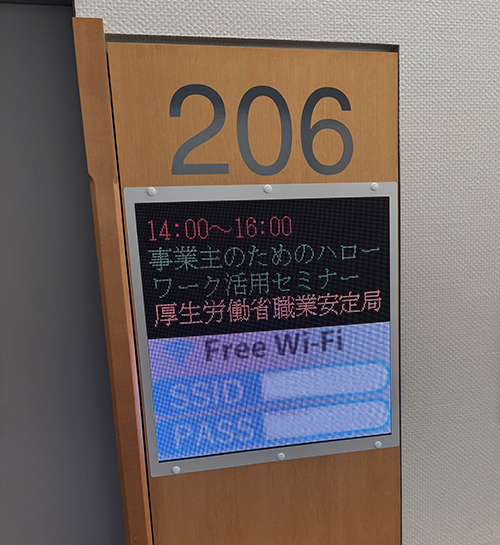 206
14:00～16:00
事業主のためのハロー
ワーク活用セミナー
厚生労働省職業安定局
Free Wi-Fi
SSID
PASS